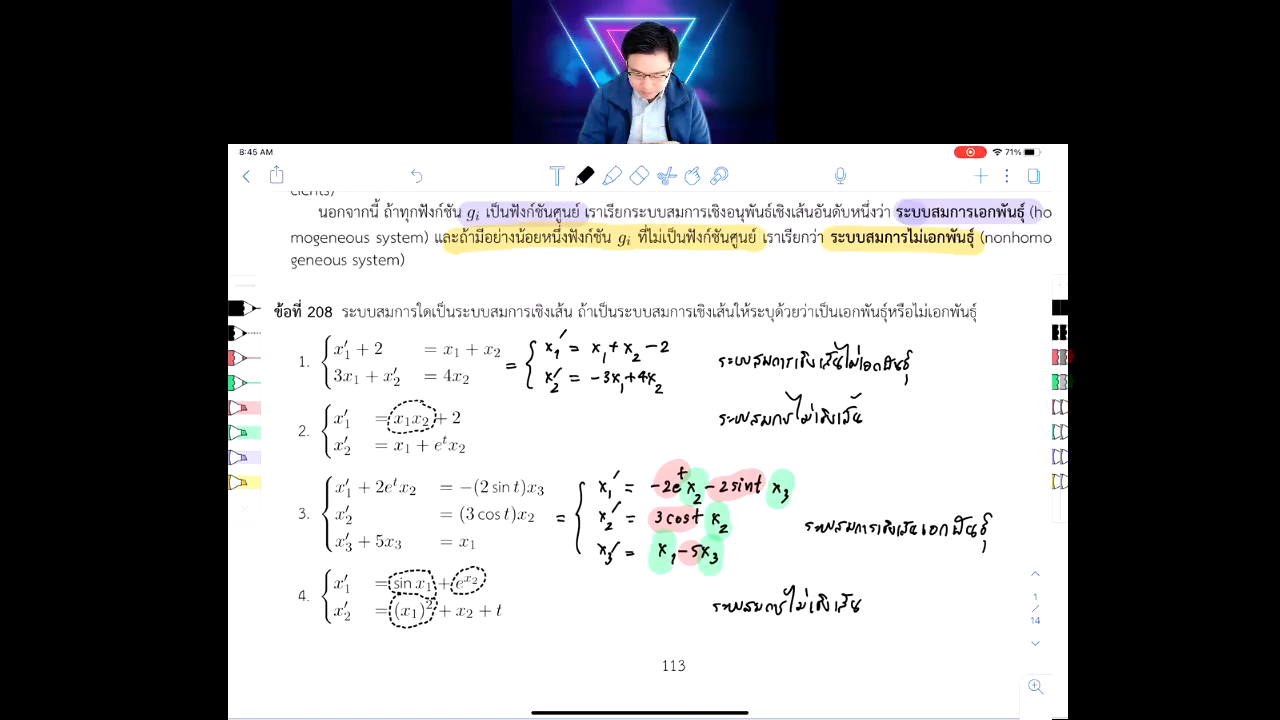 8:45 AM
71%
cients)
นอกจากนี้ ถ้าทุกฟังก์ชัน gᵢ เป็นฟังก์ชันศูนย์ เราเรียกระบบสมการเชิงอนุพันธ์เชิงเส้นอันดับหนึ่งว่า ระบบสมการเอกพันธุ์ (ho
mogeneous system) และถ้ามีอย่างน้อยหนึ่งฟังก์ชัน gᵢ ที่ไม่เป็นฟังก์ชันศูนย์ เราเรียกว่า ระบบสมการไม่เอกพันธุ์ (nonhomo
geneous system)
ข้อที่ 208 ระบบสมการใดเป็นระบบสมการเชิงเส้น ถ้าเป็นระบบสมการเชิงเส้นให้ระบุด้วยว่าเป็นเอกพันธุ์หรือไม่เอกพันธุ์
1. { x₁′ + 2 = x₁ + x₂ = { x₁′ = x₁ + x₂ − 2 ระบบสมการเชิงเส้นไม่เอกพันธุ์
3x₁ + x₂′ = 4x₂ x₂′ = −3x₁ + 4x₂
2. { x₁′ = x₁x₂ + 2 ระบบสมการไม่เชิงเส้น
x₂′ = x₁ + eᵗx₂
3. { x₁′ + 2eᵗx₂ = −(2 sin t)x₃ = { x₁′ = −2eᵗ x₂ − 2 sin t x₃
x₂′ = (3 cos t)x₂ x₂′ = 3cos t x₂ ระบบสมการเชิงเส้นเอกพันธุ์
x₃′ + 5x₃ = x₁ x₃′ = x₁ − 5x₃
4. { x₁′ = sin x₁ + e^x₂ ระบบสมการไม่เชิงเส้น
x₂′ = (x₁)² + x₂ + t
1
/
14
113